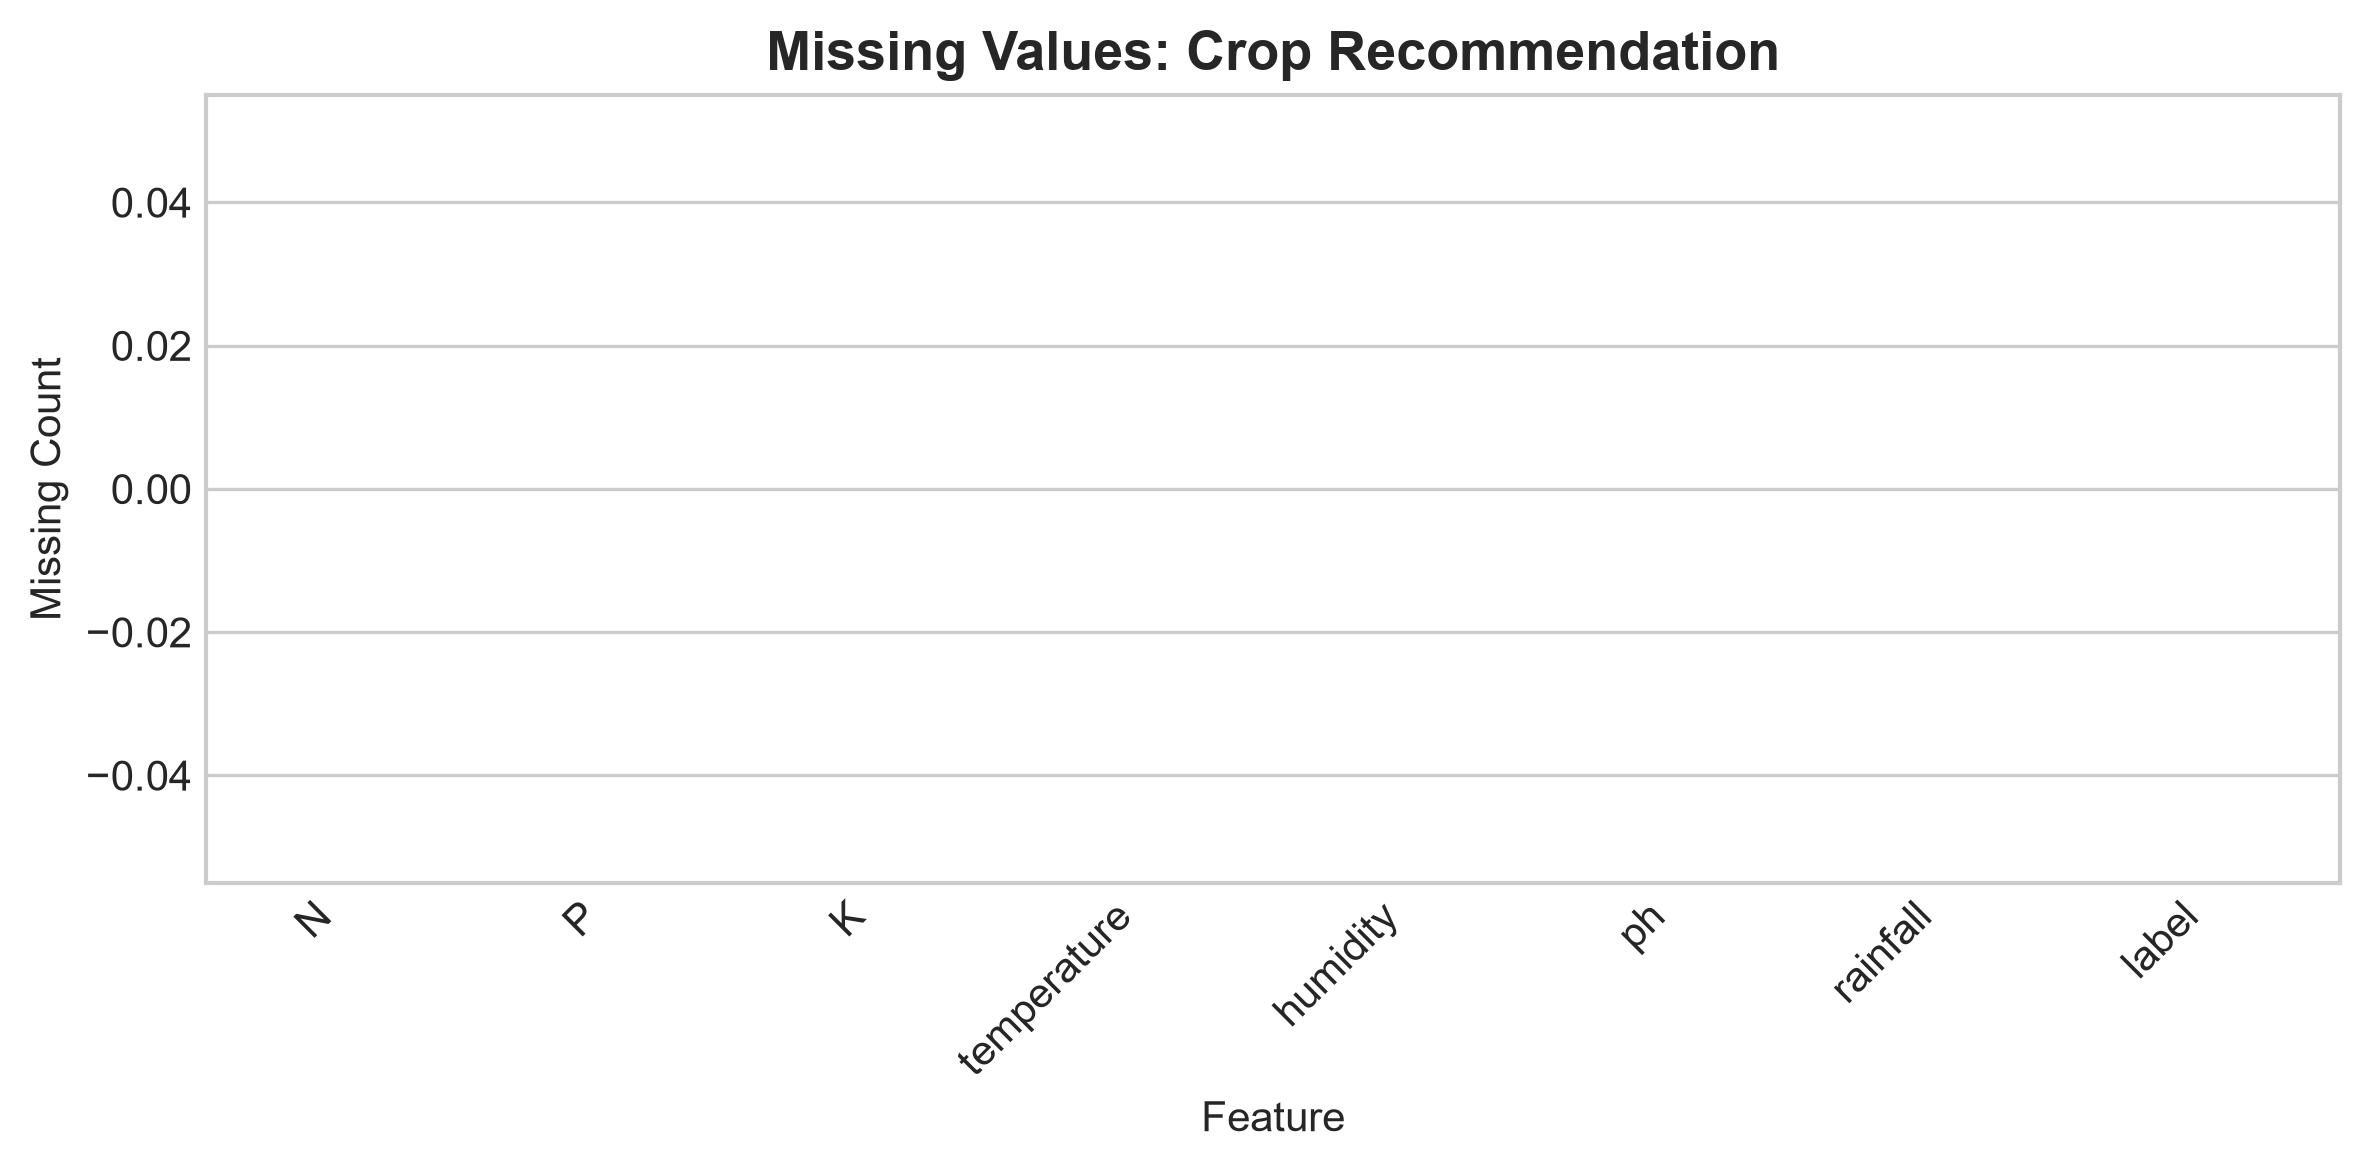 Missing Values: Crop Recommendation
Missing Count
0.04
0.02
0.00
−0.02
−0.04
N
P
K
temperature
humidity
ph
rainfall
label
Feature